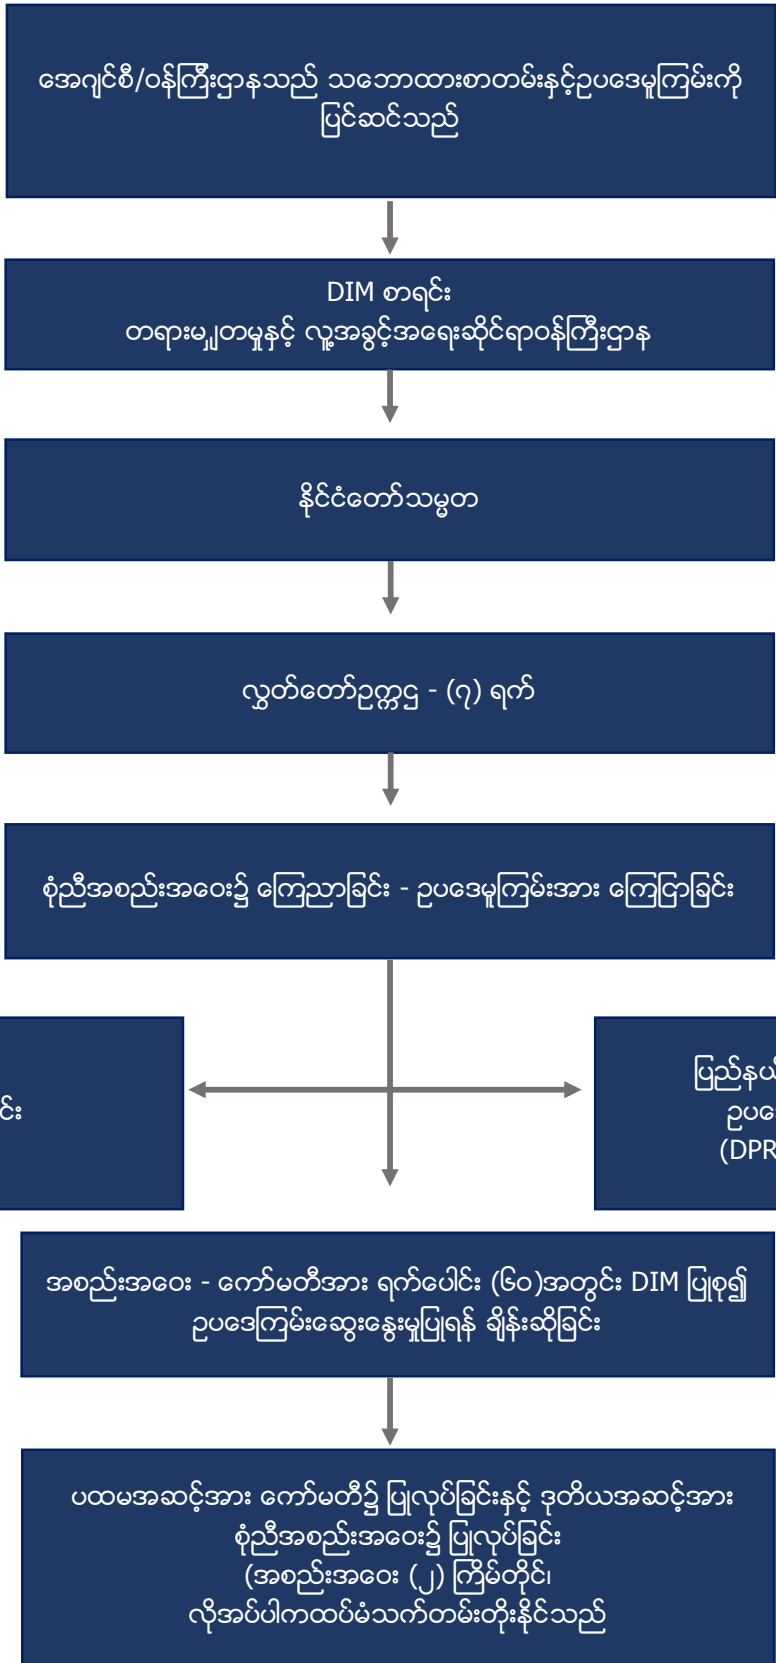 အေဂျင်စီ/ဝန်ကြီးဌာနသည် သဘောထားစာတမ်းနှင့်ဥပဒေမူကြမ်းကို
ပြင်ဆင်သည်
DIM စာရင်း
တရားမျှတမှုနှင့် လူ့အခွင့်အရေးဆိုင်ရာဝန်ကြီးဌာန
နိုင်ငံတော်သမ္မတ
လွှတ်တော်ဥက္ကဌ - (၇) ရက်
စုံညီအစည်းအဝေး၌ ကြေညာခြင်း - ဥပဒေမူကြမ်းအား ကြေငြာခြင်း
ပြည်နယ်
(DPR
အစည်းအဝေး - ကော်မတီအား ရက်ပေါင်း (၆၀)အတွင်း DIM ပြုစု၍
ဥပဒေကြမ်းဆွေးနွေးမှုပြုရန် ချိန်းဆိုခြင်း
ပထမအဆင့်အား ကော်မတီ၌ ပြုလုပ်ခြင်းနှင့် ဒုတိယအဆင့်အား
စုံညီအစည်းအဝေး၌ ပြုလုပ်ခြင်း
(အစည်းအဝေး (၂) ကြိမ်တိုင်၊
လိုအပ်ပါကထပ်မံသက်တမ်းတိုးနိုင်သည်